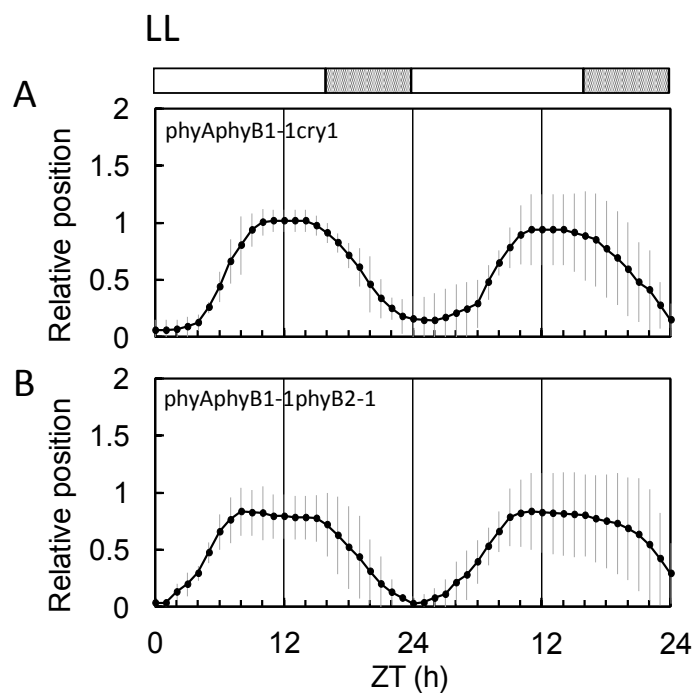 LL
A
phyAphyB1-1cry1
Relative position
2
1.5
1
0.5
0
B
phyAphyB1-1phyB2-1
Relative position
2
1.5
1
0.5
0
0 12 24 12 24
ZT (h)